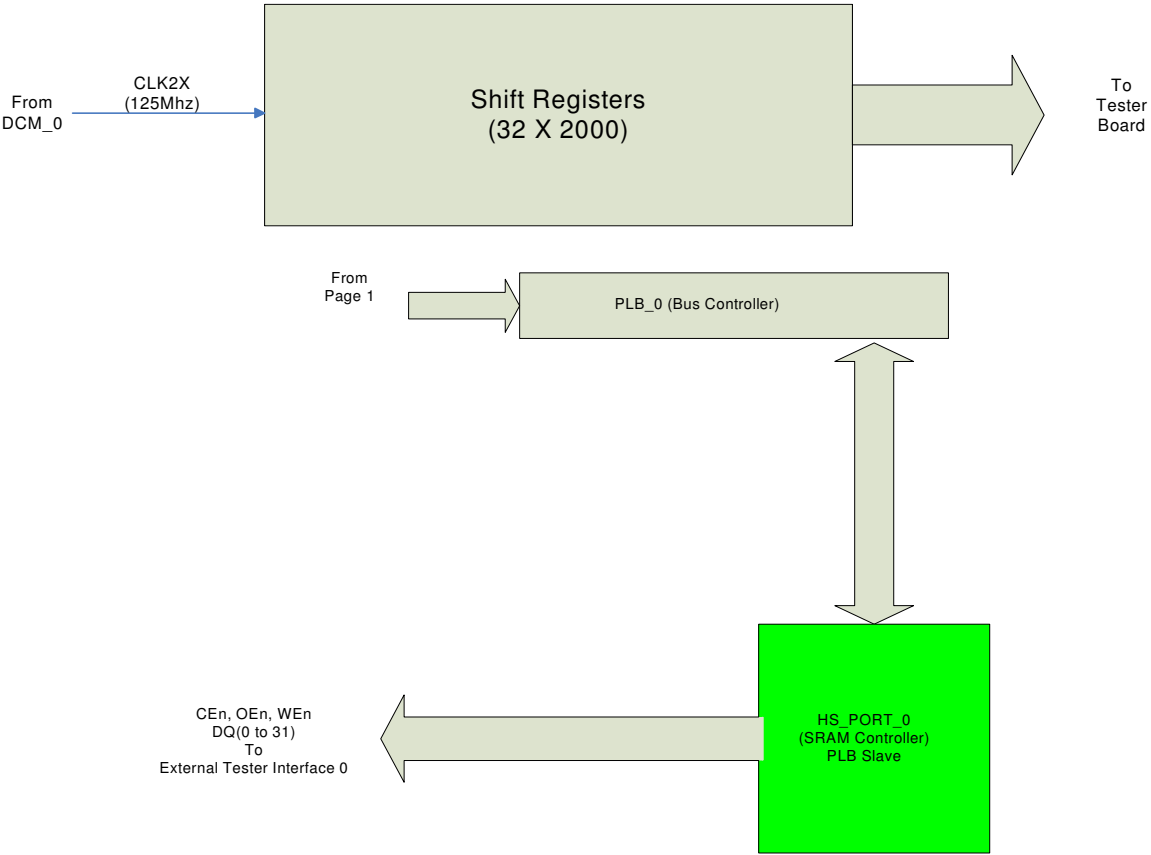 CLK2X
(125Mhz)
From
DCM_0
Shift Registers
(32 X 2000)
To
Tester
Board
From
Page 1
PLB_0 (Bus Controller)
CEn, OEn, WEn
DQ(0 to 31)
To
External Tester Interface 0
HS_PORT_0
(SRAM Controller)
PLB Slave